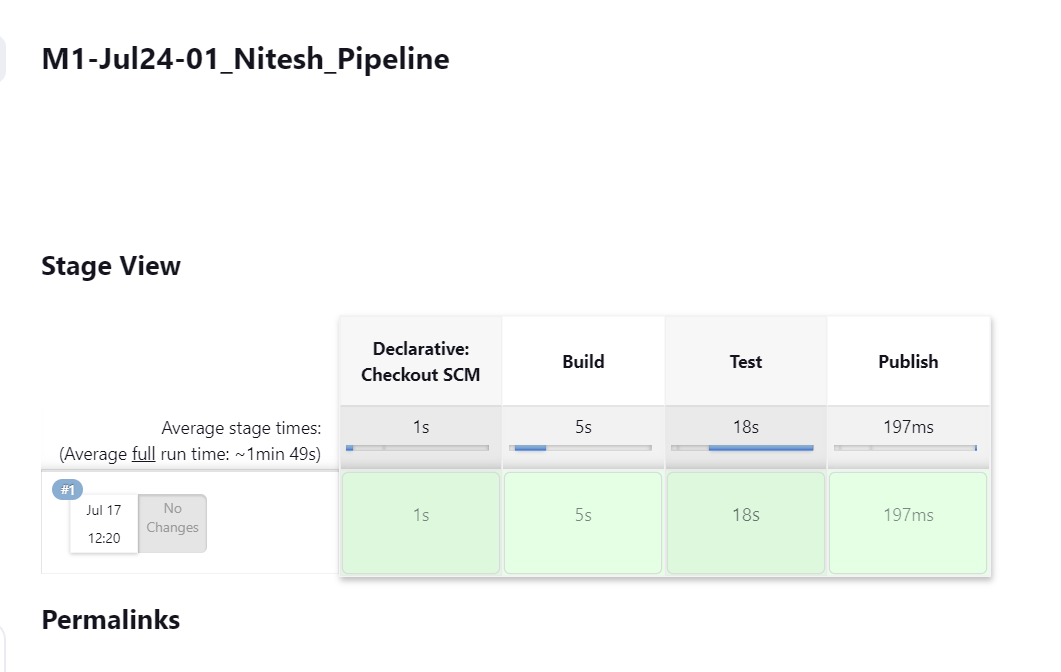 M1-Jul24-01_Nitesh_Pipeline
Stage View
Declarative:
Checkout SCM
Build
Test
Publish
Average stage times:
(Average full run time: ~1min 49s)
1s
5s
18s
197ms
#1
Jul 17
12:20
No
Changes
1s
5s
18s
197ms
Permalinks